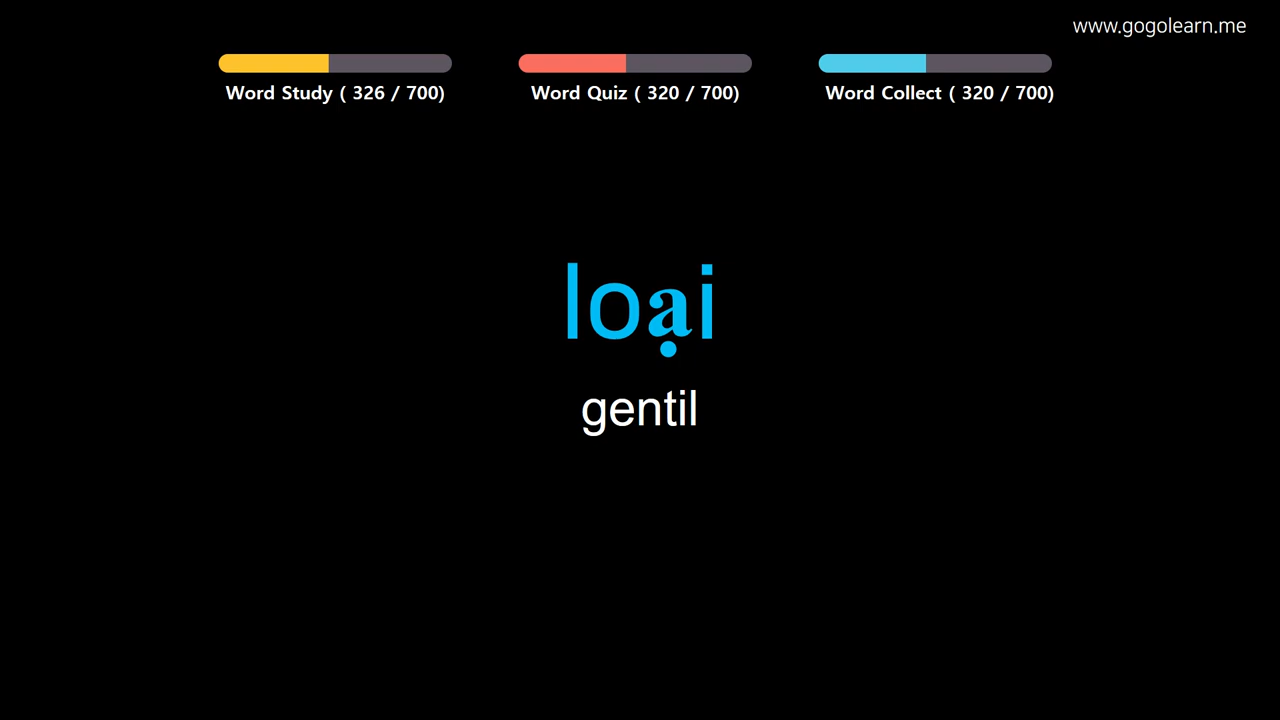 www.gogolearn.me
Word Study ( 326 / 700)
Word Quiz ( 320 / 700)
Word Collect ( 320 / 700)
loại
gentil